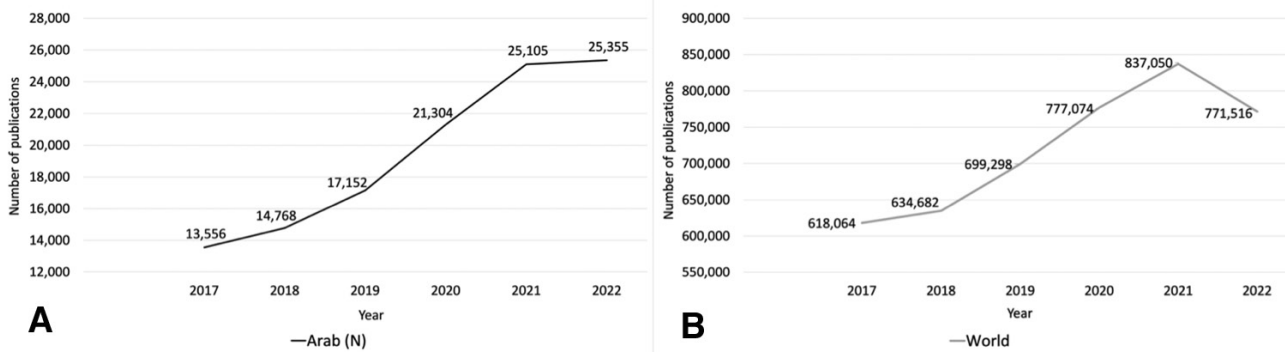 28,000
26,000
24,000
22,000
20,000
18,000
16,000
14,000
12,000
Number of publications
13,556
14,768
17,152
21,304
25,105
25,355
2017 2018 2019 2020 2021 2022
Year
A
Arab (N)
900,000
850,000
800,000
750,000
700,000
650,000
600,000
550,000
Number of publications
618,064
634,682
699,298
777,074
837,050
771,516
2017 2018 2019 2020 2021 2022
Year
B
World